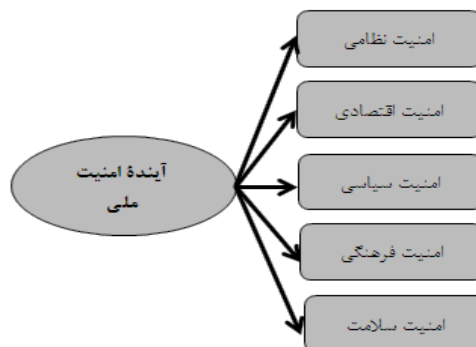 امنیت نظامی
امنیت اقتصادی
آیندهٔ امنیت
ملی
امنیت سیاسی
امنیت فرهنگی
امنیت سلامت